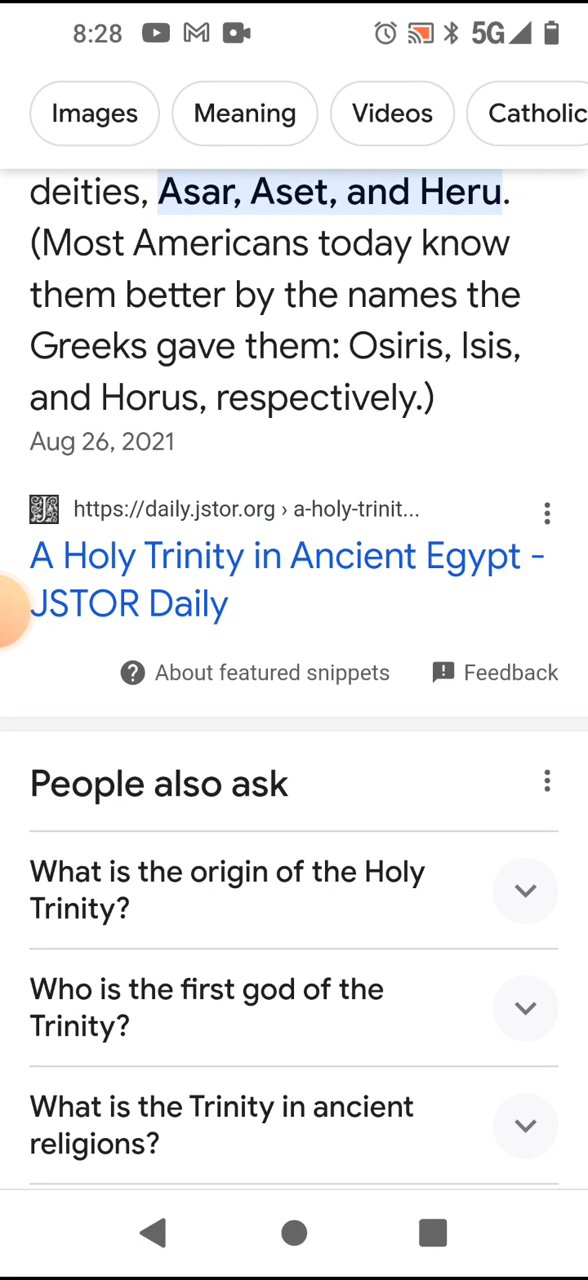 8:28 5G
Images Meaning Videos Catholic
deities, Asar, Aset, and Heru.
(Most Americans today know
them better by the names the
Greeks gave them: Osiris, Isis,
and Horus, respectively.)
Aug 26, 2021
https://daily.jstor.org › a-holy-trinit...
A Holy Trinity in Ancient Egypt -
JSTOR Daily
About featured snippets Feedback
People also ask
What is the origin of the Holy
Trinity?
Who is the first god of the
Trinity?
What is the Trinity in ancient
religions?